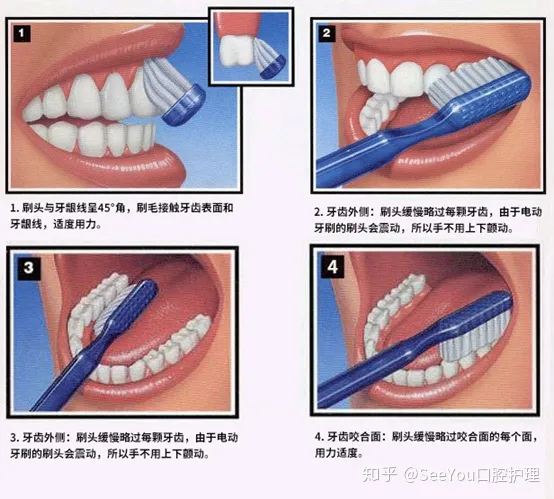 1
1. 刷头与牙龈线呈45°角，刷毛接触牙齿表面和
牙龈线，适度用力。
2
2. 牙齿外侧：刷头缓慢略过每颗牙齿，由于电动
牙刷的刷头会震动，所以手不用上下颤动。
3
3. 牙齿外侧：刷头缓慢略过每颗牙齿，由于电动
牙刷的刷头会震动，所以手不用上下颤动。
4
4. 牙齿咬合面：刷头缓慢略过咬合面的每个面，
用力适度。
知乎 @SeeYou口腔护理